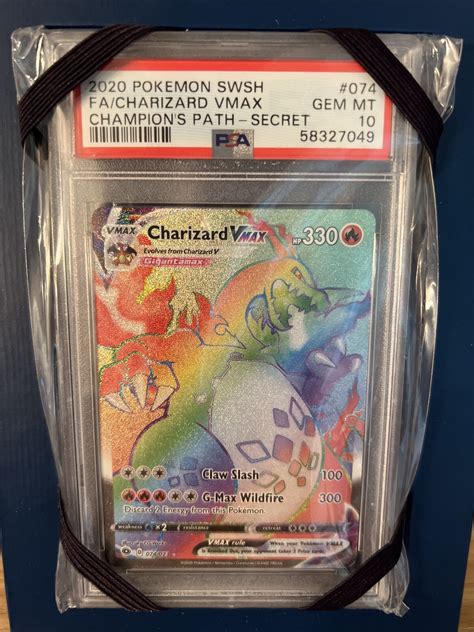 2020 POKEMON SWSH #074
FA/CHARIZARD VMAX GEM MT
CHAMPION'S PATH – SECRET 10
PSA 58327049
VMAX Charizard VMAX HP 330
Evolves from Charizard V
Gigantamax
Claw Slash 100
G-Max Wildfire 300
Discard 2 Energy from this Pokémon.
weakness ×2 resistance retreat
VMAX rule